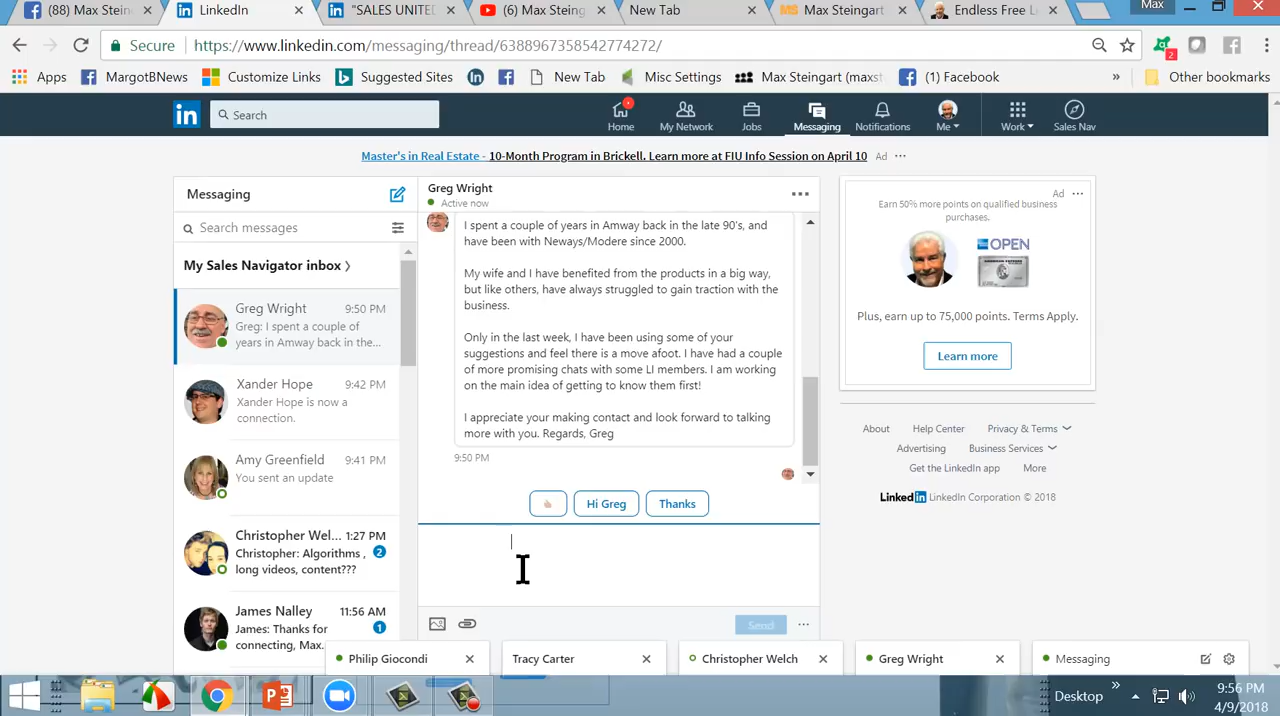 (88) Max Stein
LinkedIn
"SALES UNITED
(6) Max Steingart
New Tab
Max Steingart
Endless Free L
Max
Secure
https://www.linkedin.com/messaging/thread/6388967358542774272/
Apps
MargotBNews
Customize Links
Suggested Sites
New Tab
Misc Settings
Max Steingart (maxst
(1) Facebook
»
Other bookmarks
Search
Home
My Network
Jobs
Messaging
Notifications
Me
Work
Sales Nav
Master's in Real Estate - 10-Month Program in Brickell. Learn more at FIU Info Session on April 10 Ad
Messaging
Search messages
My Sales Navigator inbox
Greg Wright 9:50 PM
Greg: I spent a couple of
years in Amway back in the...
Xander Hope 9:42 PM
Xander Hope is now a
connection.
Amy Greenfield 9:41 PM
You sent an update
Christopher Wel... 1:27 PM
Christopher: Algorithms , 2
long videos, content???
James Nalley 11:56 AM
James: Thanks for 1
connecting, Max.
Greg Wright
Active now
I spent a couple of years in Amway back in the late 90's, and
have been with Neways/Modere since 2000.
My wife and I have benefited from the products in a big way,
but like others, have always struggled to gain traction with the
business.
Only in the last week, I have been using some of your
suggestions and feel there is a move afoot. I have had a couple
of more promising chats with some LI members. I am working
on the main idea of getting to know them first!
I appreciate your making contact and look forward to talking
more with you. Regards, Greg
9:50 PM
Hi Greg
Thanks
Send
Ad
Earn 50% more points on qualified business
purchases.
OPEN
Plus, earn up to 75,000 points. Terms Apply.
Learn more
About Help Center Privacy & Terms
Advertising Business Services
Get the LinkedIn app More
LinkedIn LinkedIn Corporation © 2018
Philip Giocondi
Tracy Carter
Christopher Welch
Greg Wright
Messaging
Desktop
9:56 PM
4/9/2018